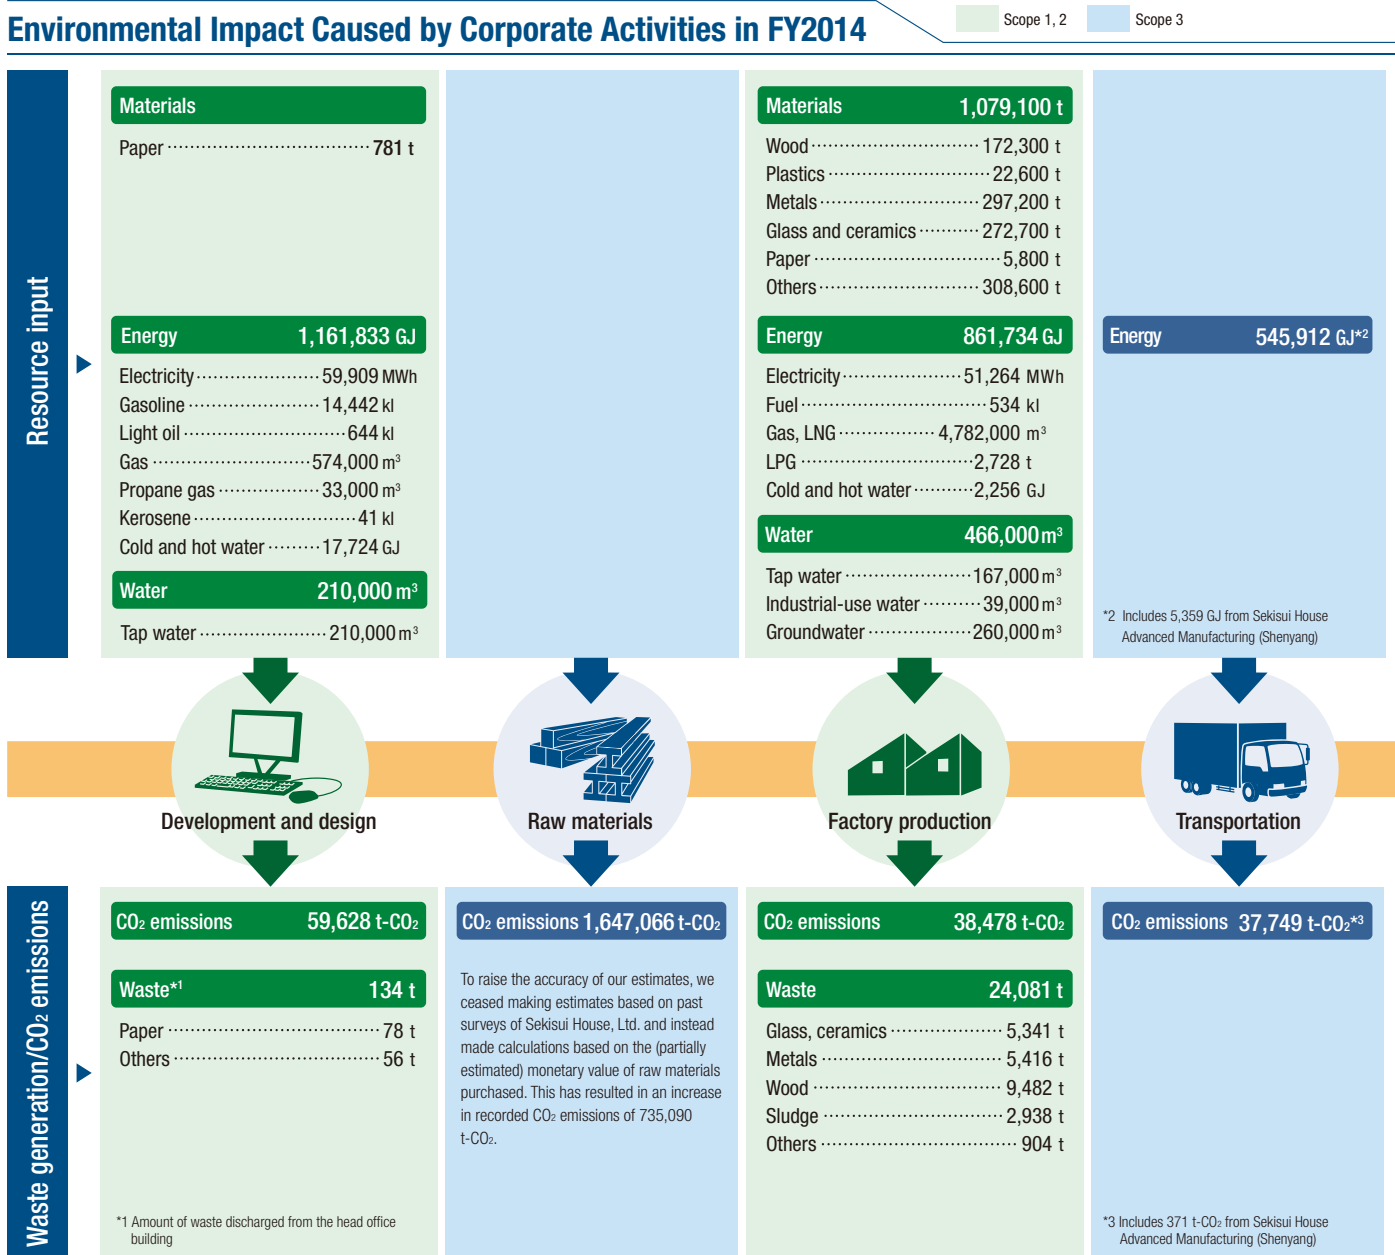 Environmental Impact Caused by Corporate Activities in FY2014
Scope 1, 2
Scope 3
Resource input
Materials
Paper 781 t
Energy 1,161,833 GJ
Electricity 59,909 MWh
Gasoline 14,442 kl
Light oil 644 kl
Gas 574,000 m³
Propane gas 33,000 m³
Kerosene 41 kl
Cold and hot water 17,724 GJ
Water 210,000 m³
Tap water 210,000 m³
Materials 1,079,100 t
Wood 172,300 t
Plastics 22,600 t
Metals 297,200 t
Glass and ceramics 272,700 t
Paper 5,800 t
Others 308,600 t
Energy 861,734 GJ
Electricity 51,264 MWh
Fuel 534 kl
Gas, LNG 4,782,000 m³
LPG 2,728 t
Cold and hot water 2,256 GJ
Water 466,000 m³
Tap water 167,000 m³
Industrial-use water 39,000 m³
Groundwater 260,000 m³
Energy 545,912 GJ*2
*2 Includes 5,359 GJ from Sekisui House
Advanced Manufacturing (Shenyang)
Development and design
Raw materials
Factory production
Transportation
Waste generation/CO₂ emissions
CO₂ emissions 59,628 t-CO₂
Waste*1 134 t
Paper 78 t
Others 56 t
*1 Amount of waste discharged from the head office
building
CO₂ emissions 1,647,066 t-CO₂
To raise the accuracy of our estimates, we
ceased making estimates based on past
surveys of Sekisui House, Ltd. and instead
made calculations based on the (partially
estimated) monetary value of raw materials
purchased. This has resulted in an increase
in recorded CO₂ emissions of 735,090
t-CO₂.
CO₂ emissions 38,478 t-CO₂
Waste 24,081 t
Glass, ceramics 5,341 t
Metals 5,416 t
Wood 9,482 t
Sludge 2,938 t
Others 904 t
CO₂ emissions 37,749 t-CO₂*3
*3 Includes 371 t-CO₂ from Sekisui House
Advanced Manufacturing (Shenyang)